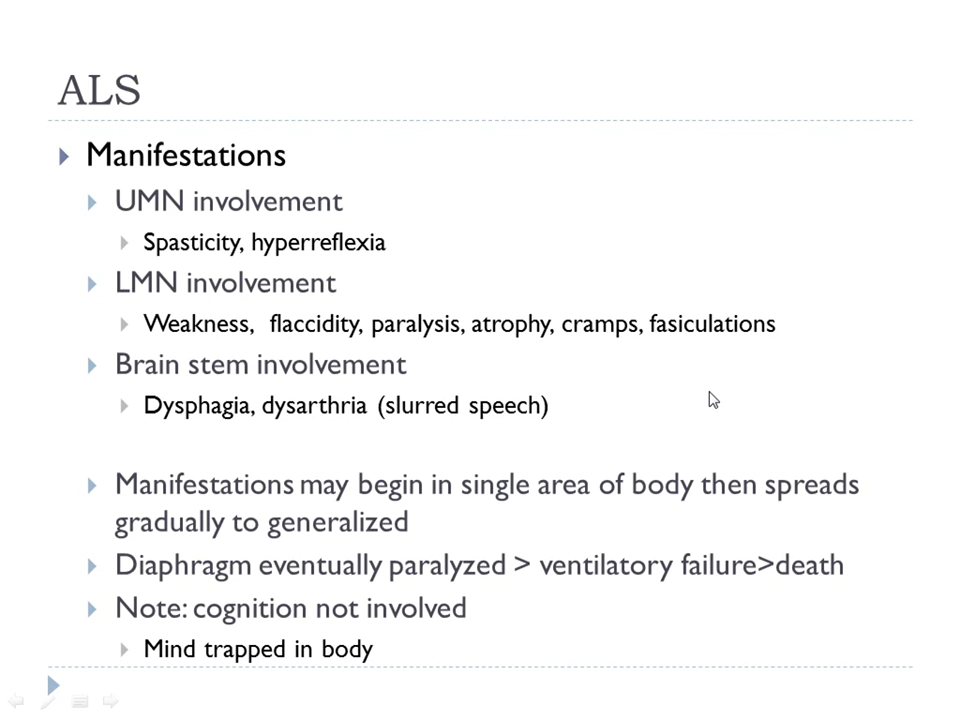 ALS
Manifestations
UMN involvement
Spasticity, hyperreflexia
LMN involvement
Weakness, flaccidity, paralysis, atrophy, cramps, fasiculations
Brain stem involvement
Dysphagia, dysarthria (slurred speech)
Manifestations may begin in single area of body then spreads
gradually to generalized
Diaphragm eventually paralyzed > ventilatory failure>death
Note: cognition not involved
Mind trapped in body